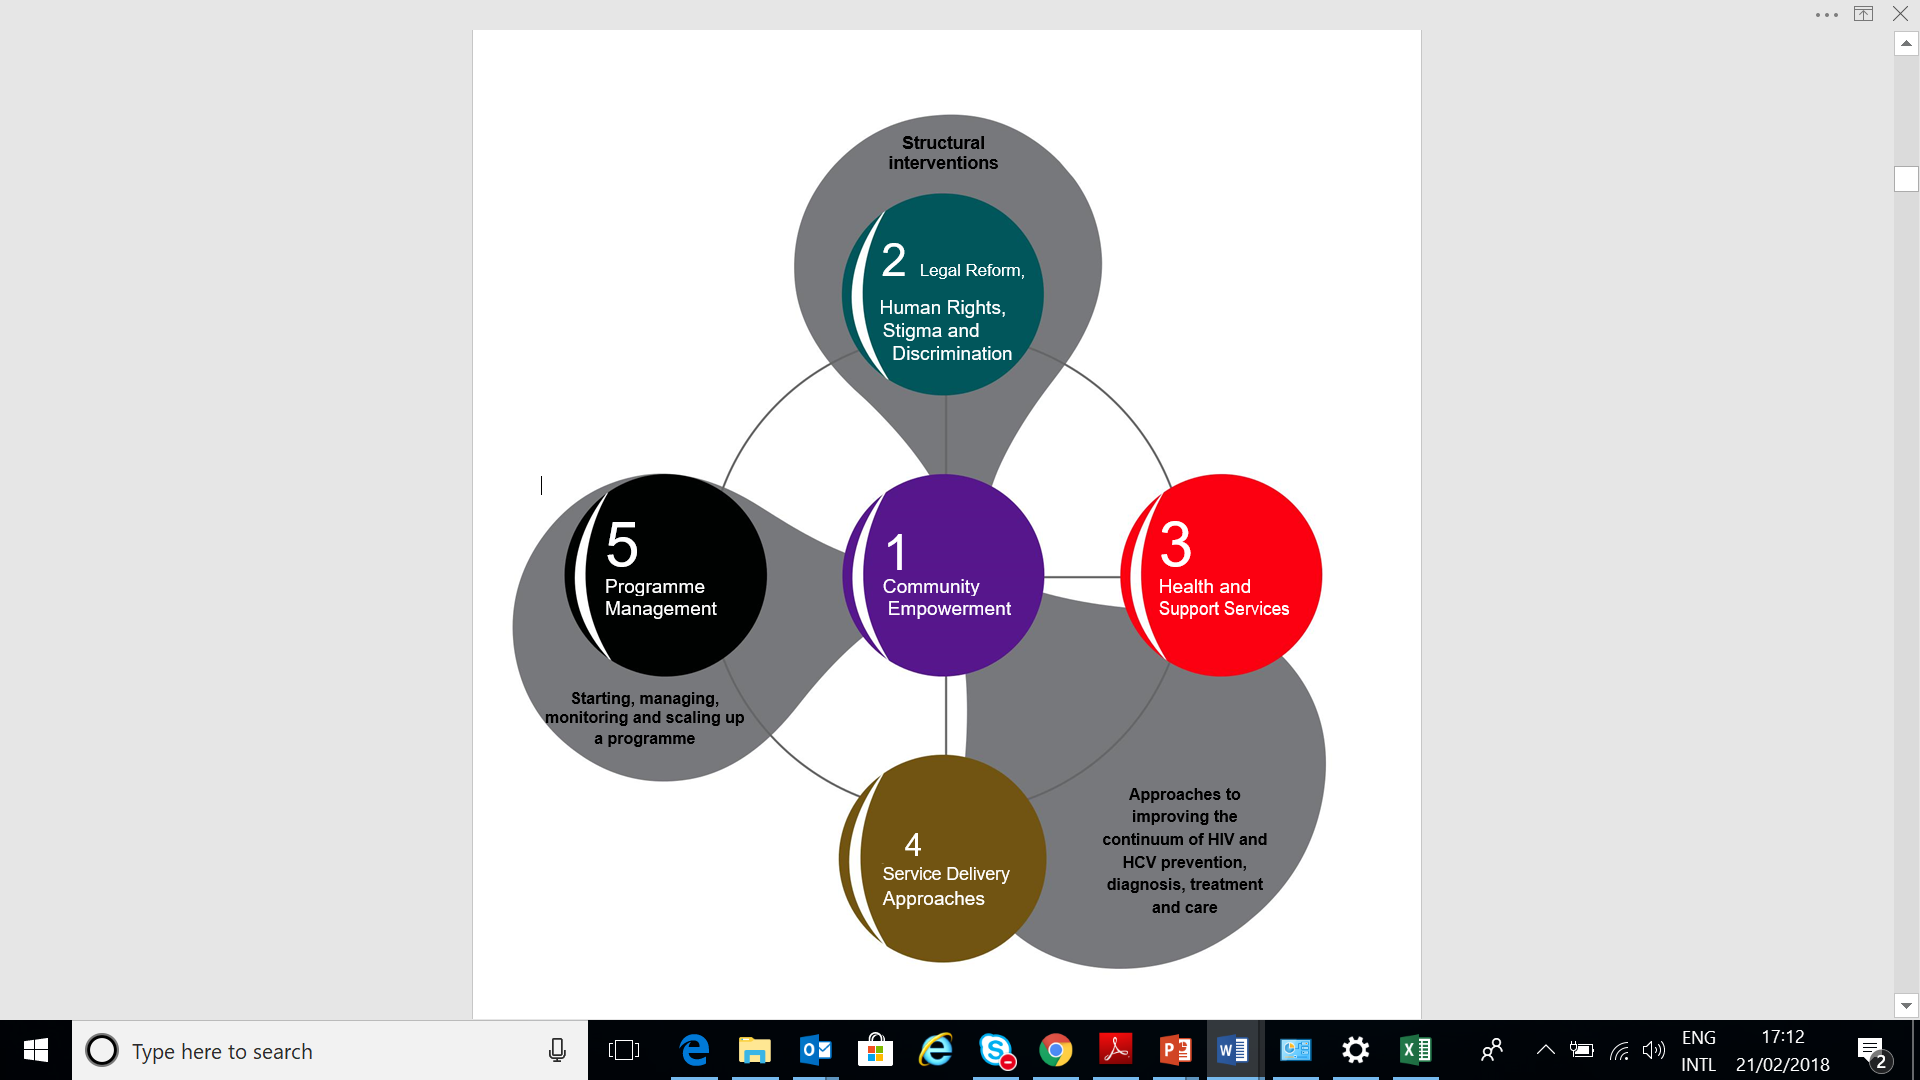 Structural
interventions
2 Legal Reform,
Human Rights,
Stigma and
Discrimination
5
Programme
Management
1
Community
Empowerment
3
Health and
Support Services
Starting, managing,
monitoring and scaling up
a programme
4
Service Delivery
Approaches
Approaches to
improving the
continuum of HIV and
HCV prevention,
diagnosis, treatment
and care
Type here to search
ENG
INTL
17:12
21/02/2018
2